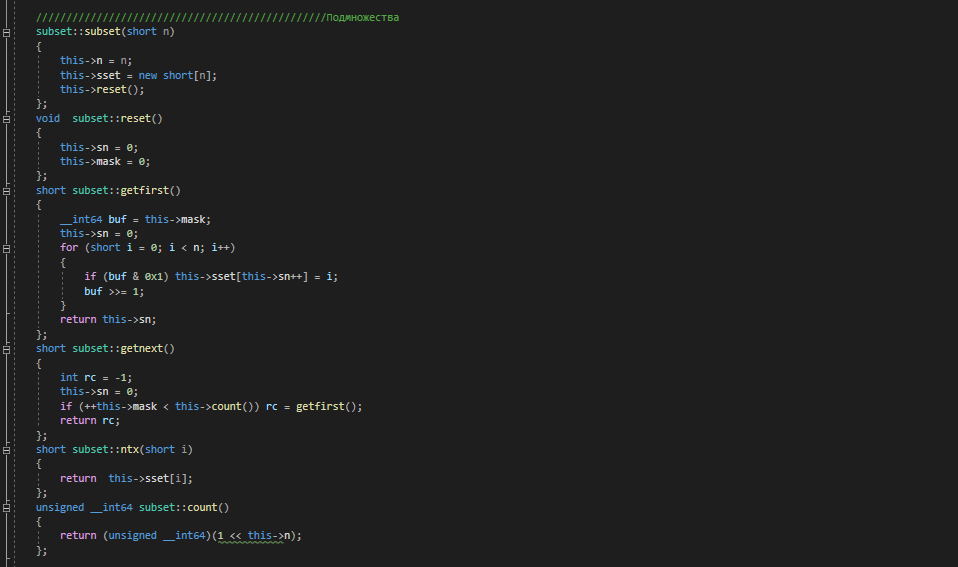 ////////////////////////////////////////////////Подмножества
subset::subset(short n)
{
    this->n = n;
    this->sset = new short[n];
    this->reset();
};
void  subset::reset()
{
    this->sn = 0;
    this->mask = 0;
};
short subset::getfirst()
{
    __int64 buf = this->mask;
    this->sn = 0;
    for (short i = 0; i < n; i++)
    {
        if (buf & 0x1) this->sset[this->sn++] = i;
        buf >>= 1;
    }
    return this->sn;
};
short subset::getnext()
{
    int rc = -1;
    this->sn = 0;
    if (++this->mask < this->count()) rc = getfirst();
    return rc;
};
short subset::ntx(short i)
{
    return  this->sset[i];
};
unsigned __int64 subset::count()
{
    return (unsigned __int64)(1 << this->n);
};